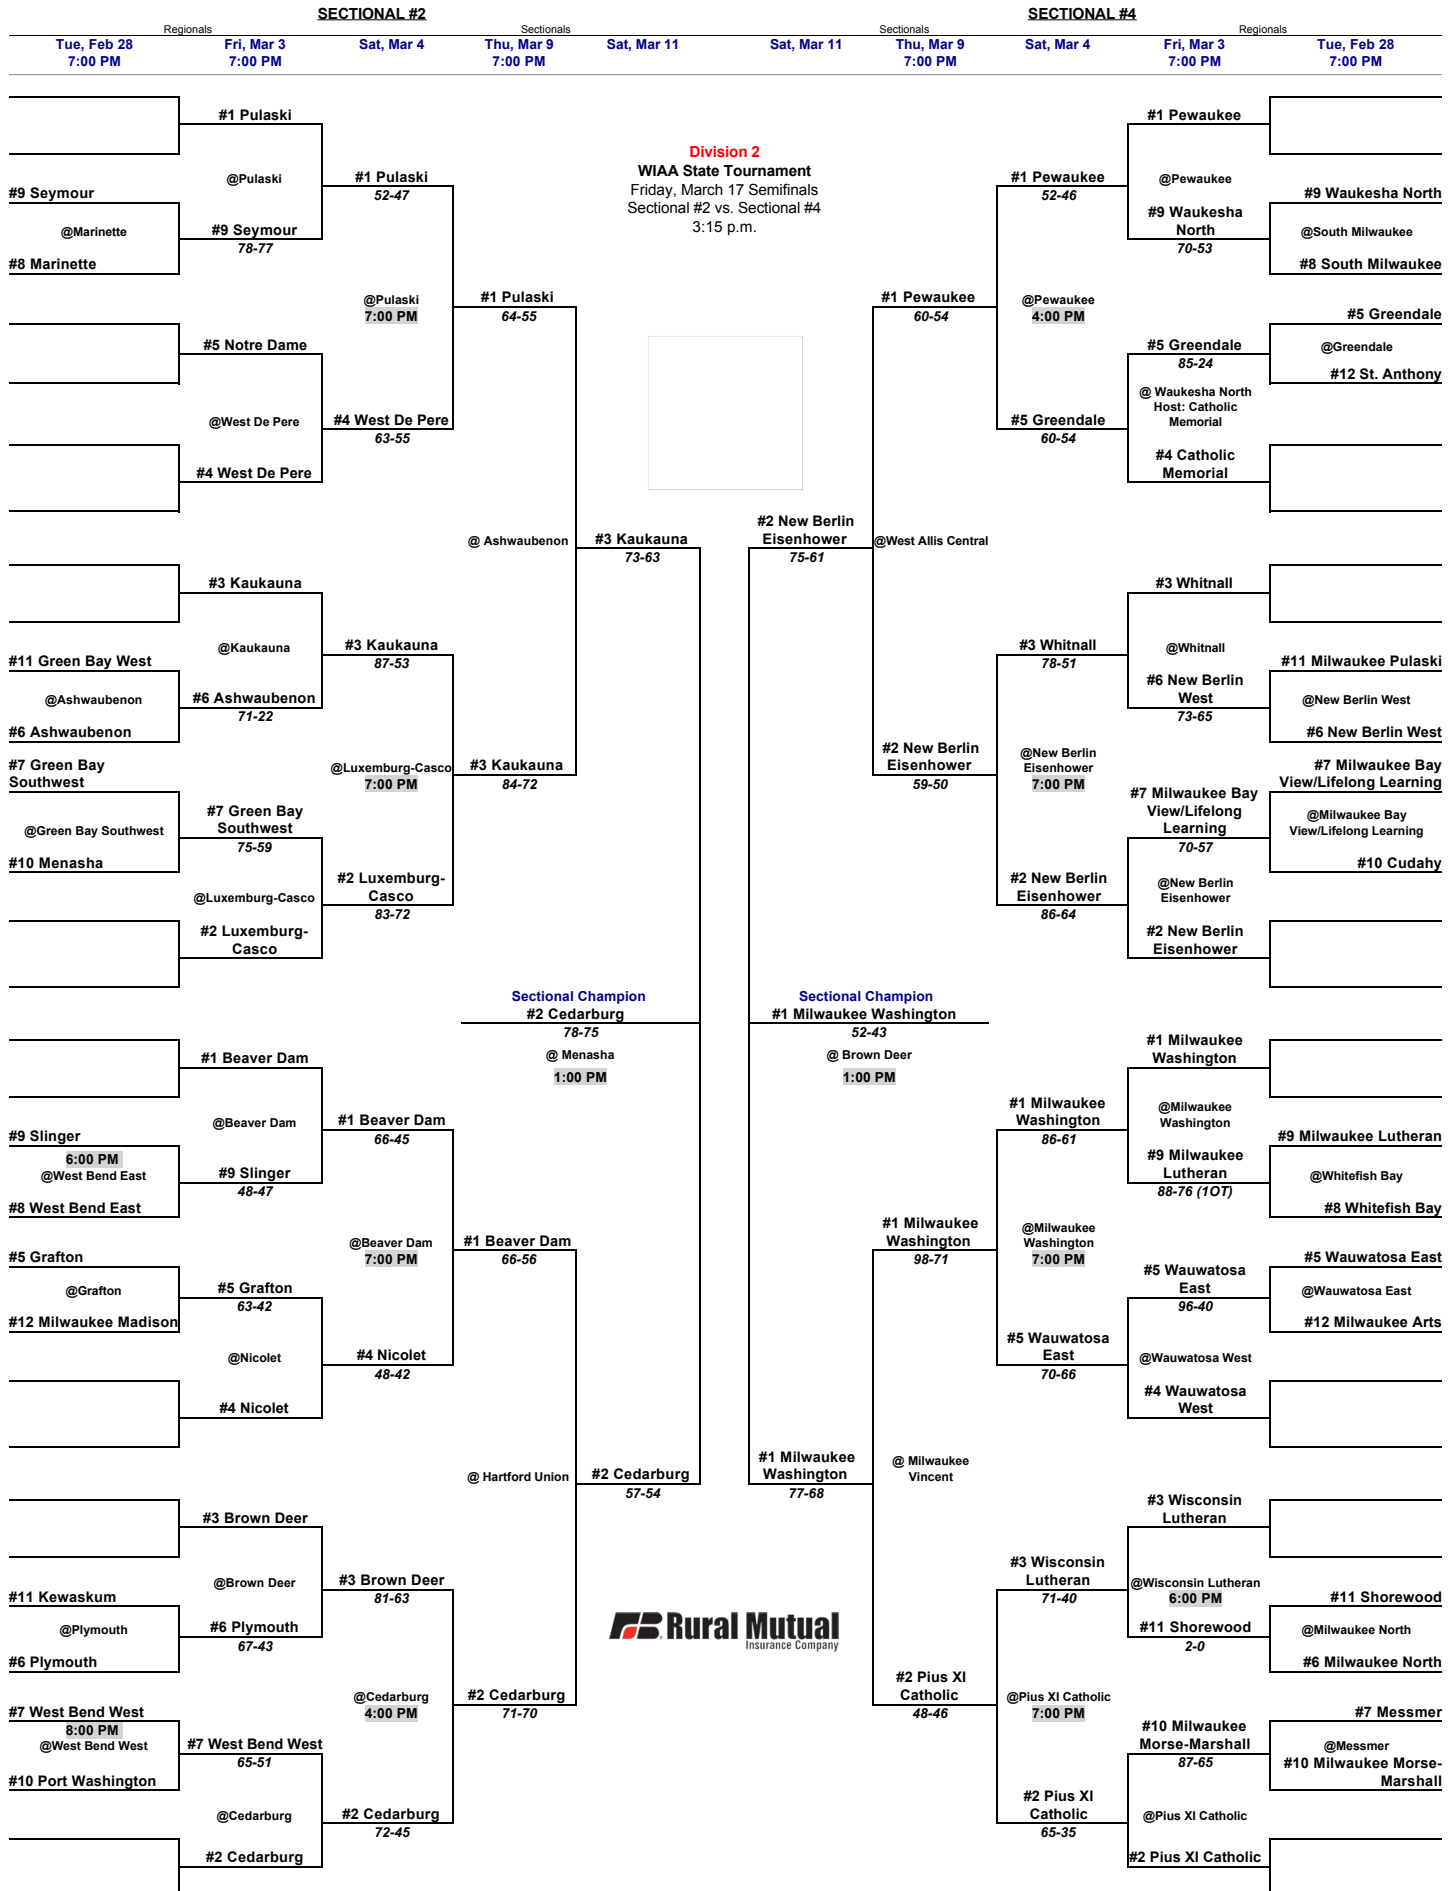 SECTIONAL #2
SECTIONAL #4
Regionals
Sectionals
Sectionals
Regionals
Tue, Feb 28
7:00 PM
Fri, Mar 3
7:00 PM
Sat, Mar 4
Thu, Mar 9
7:00 PM
Sat, Mar 11
Sat, Mar 11
Thu, Mar 9
7:00 PM
Sat, Mar 4
Fri, Mar 3
7:00 PM
Tue, Feb 28
7:00 PM
Division 2
WIAA State Tournament
Friday, March 17 Semifinals
Sectional #2 vs. Sectional #4
3:15 p.m.
#9 Seymour
@Marinette
#8 Marinette
#11 Green Bay West
@Ashwaubenon
#6 Ashwaubenon
#7 Green Bay
Southwest
@Green Bay Southwest
#10 Menasha
#9 Slinger
6:00 PM
@West Bend East
#8 West Bend East
#5 Grafton
@Grafton
#12 Milwaukee Madison
#11 Kewaskum
@Plymouth
#6 Plymouth
#7 West Bend West
8:00 PM
@West Bend West
#10 Port Washington
#1 Pulaski
@Pulaski
#9 Seymour
78-77
#5 Notre Dame
@West De Pere
#4 West De Pere
#3 Kaukauna
@Kaukauna
#6 Ashwaubenon
71-22
#7 Green Bay
Southwest
75-59
@Luxemburg-Casco
#2 Luxemburg-
Casco
#1 Beaver Dam
@Beaver Dam
#9 Slinger
48-47
#5 Grafton
63-42
@Nicolet
#4 Nicolet
#3 Brown Deer
@Brown Deer
#6 Plymouth
67-43
#7 West Bend West
65-51
@Cedarburg
#2 Cedarburg
#1 Pulaski
52-47
@Pulaski
7:00 PM
#4 West De Pere
63-55
#3 Kaukauna
87-53
@Luxemburg-Casco
7:00 PM
#2 Luxemburg-
Casco
83-72
#1 Beaver Dam
66-45
@Beaver Dam
7:00 PM
#4 Nicolet
48-42
#3 Brown Deer
81-63
@Cedarburg
4:00 PM
#2 Cedarburg
72-45
#1 Pulaski
64-55
@ Ashwaubenon
#3 Kaukauna
84-72
#1 Beaver Dam
66-56
@ Hartford Union
#2 Cedarburg
71-70
#3 Kaukauna
73-63
Sectional Champion
#2 Cedarburg
78-75
@ Menasha
1:00 PM
#2 Cedarburg
57-54
Rural Mutual
Insurance Company
#2 New Berlin
Eisenhower
75-61
Sectional Champion
#1 Milwaukee Washington
52-43
@ Brown Deer
1:00 PM
#1 Milwaukee
Washington
77-68
#1 Pewaukee
60-54
@West Allis Central
#2 New Berlin
Eisenhower
59-50
#1 Milwaukee
Washington
98-71
@ Milwaukee
Vincent
#2 Pius XI
Catholic
48-46
#1 Pewaukee
52-46
@Pewaukee
4:00 PM
#5 Greendale
60-54
#3 Whitnall
78-51
@New Berlin
Eisenhower
7:00 PM
#2 New Berlin
Eisenhower
86-64
#1 Milwaukee
Washington
86-61
@Milwaukee
Washington
7:00 PM
#5 Wauwatosa
East
70-66
#3 Wisconsin
Lutheran
71-40
@Pius XI Catholic
7:00 PM
#2 Pius XI
Catholic
65-35
#1 Pewaukee
@Pewaukee
#9 Waukesha
North
70-53
#5 Greendale
85-24
@ Waukesha North
Host: Catholic
Memorial
#4 Catholic
Memorial
#3 Whitnall
@Whitnall
#6 New Berlin
West
73-65
#7 Milwaukee Bay
View/Lifelong
Learning
70-57
@New Berlin
Eisenhower
#2 New Berlin
Eisenhower
#1 Milwaukee
Washington
@Milwaukee
Washington
#9 Milwaukee
Lutheran
88-76 (1OT)
#5 Wauwatosa
East
96-40
@Wauwatosa West
#4 Wauwatosa
West
#3 Wisconsin
Lutheran
@Wisconsin Lutheran
6:00 PM
#11 Shorewood
2-0
#10 Milwaukee
Morse-Marshall
87-65
@Pius XI Catholic
#2 Pius XI Catholic
#9 Waukesha North
@South Milwaukee
#8 South Milwaukee
#5 Greendale
@Greendale
#12 St. Anthony
#11 Milwaukee Pulaski
@New Berlin West
#6 New Berlin West
#7 Milwaukee Bay
View/Lifelong Learning
@Milwaukee Bay
View/Lifelong Learning
#10 Cudahy
#9 Milwaukee Lutheran
@Whitefish Bay
#8 Whitefish Bay
#5 Wauwatosa East
@Wauwatosa East
#12 Milwaukee Arts
#11 Shorewood
@Milwaukee North
#6 Milwaukee North
#7 Messmer
@Messmer
#10 Milwaukee Morse-
Marshall